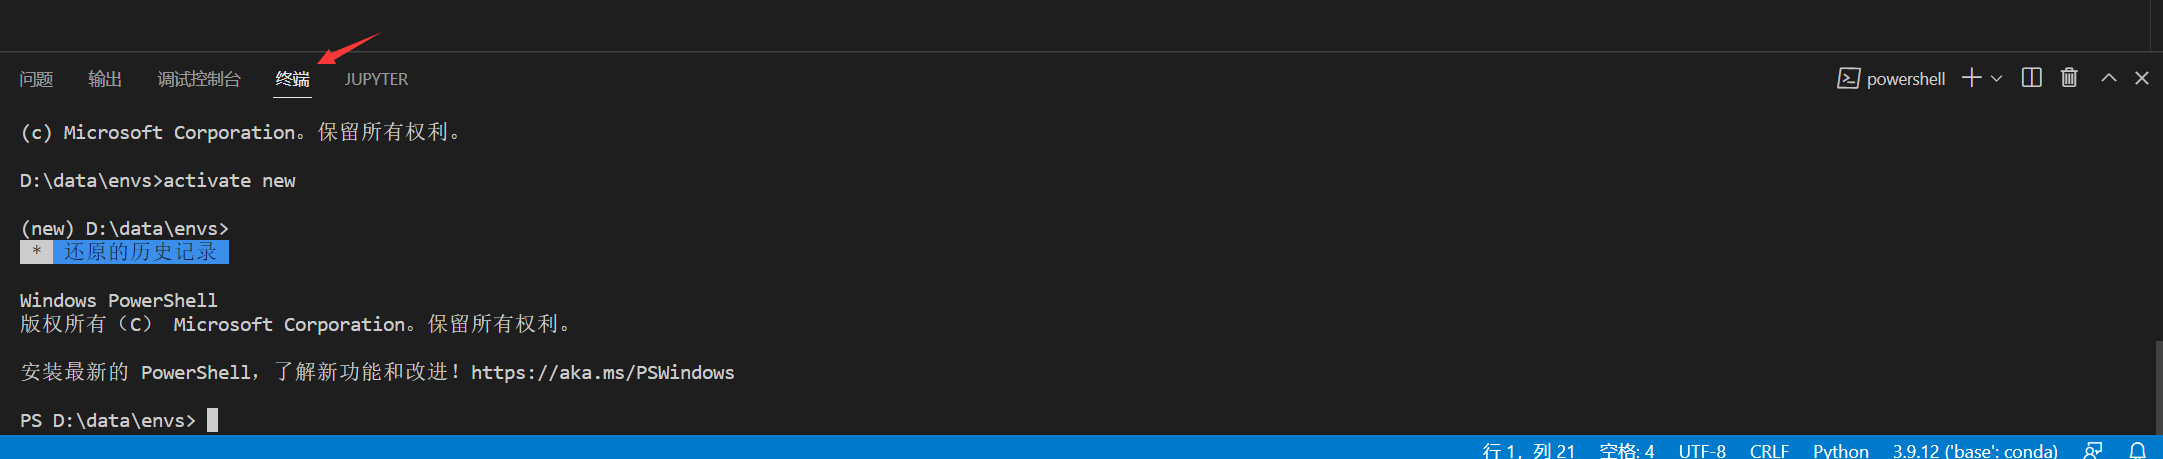 问题 输出 调试控制台 终端 JUPYTER powershell
(c) Microsoft Corporation。保留所有权利。
D:\data\envs>activate new
(new) D:\data\envs>
* 还原的历史记录
Windows PowerShell
版权所有（C） Microsoft Corporation。保留所有权利。
安装最新的 PowerShell，了解新功能和改进！https://aka.ms/PSWindows
PS D:\data\envs>
行 1，列 21 空格: 4 UTF-8 CRLF Python 3.9.12 ('base': conda)